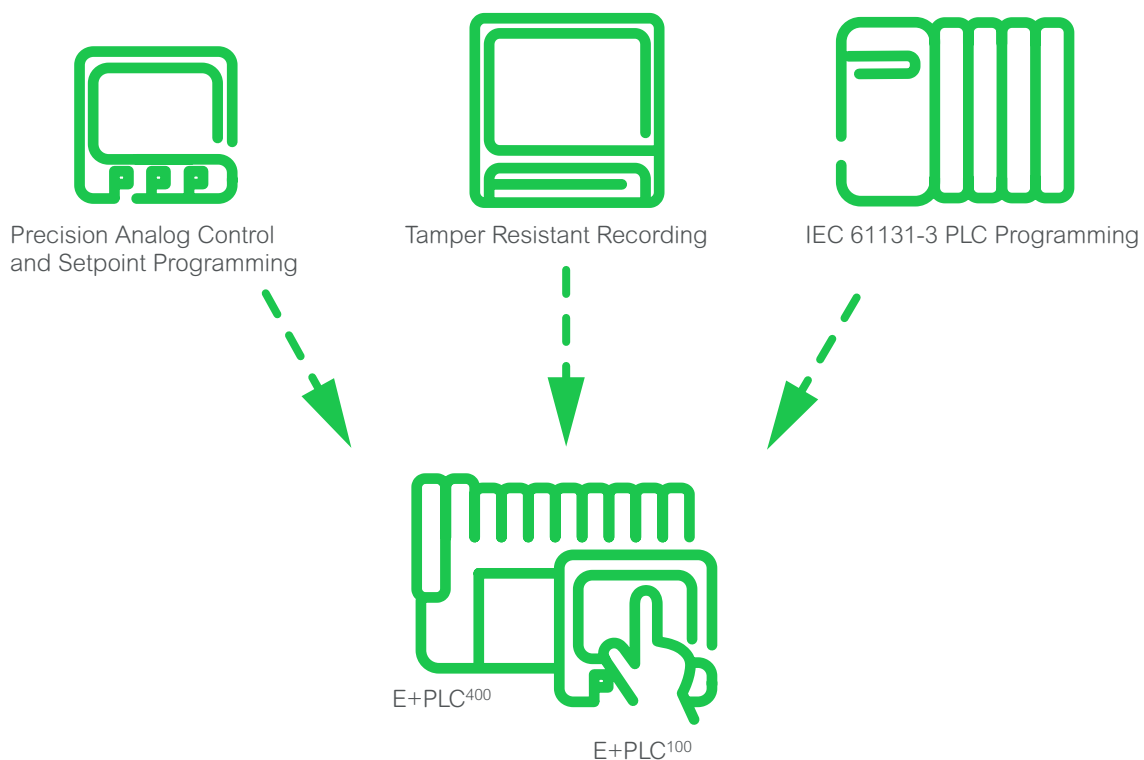 Precision Analog Control
and Setpoint Programming
Tamper Resistant Recording
IEC 61131-3 PLC Programming
E+PLC⁴⁰⁰
E+PLC¹⁰⁰